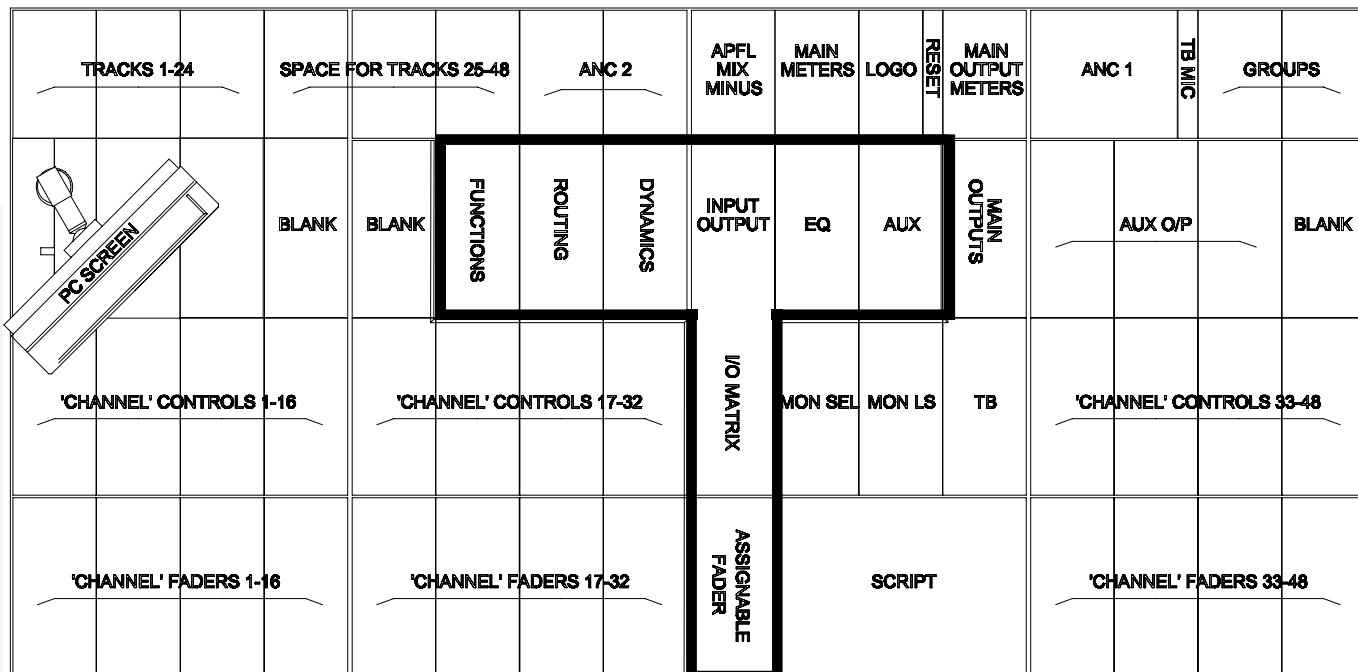 TRACKS 1-24
SPACE FOR TRACKS 25-48
ANC 2
APFL
MIX
MINUS
MAIN
METERS
LOGO
RESET
MAIN
OUTPUT
METERS
ANC 1
TB MIC
GROUPS
PC SCREEN
BLANK
BLANK
FUNCTIONS
ROUTING
DYNAMICS
INPUT
OUTPUT
EQ
AUX
MAIN
OUTPUTS
AUX O/P
BLANK
'CHANNEL' CONTROLS 1-16
'CHANNEL' CONTROLS 17-32
I/O MATRIX
MON SEL
MON LS
TB
'CHANNEL' CONTROLS 33-48
'CHANNEL' FADERS 1-16
'CHANNEL' FADERS 17-32
ASSIGNABLE
FADER
SCRIPT
'CHANNEL' FADERS 33-48